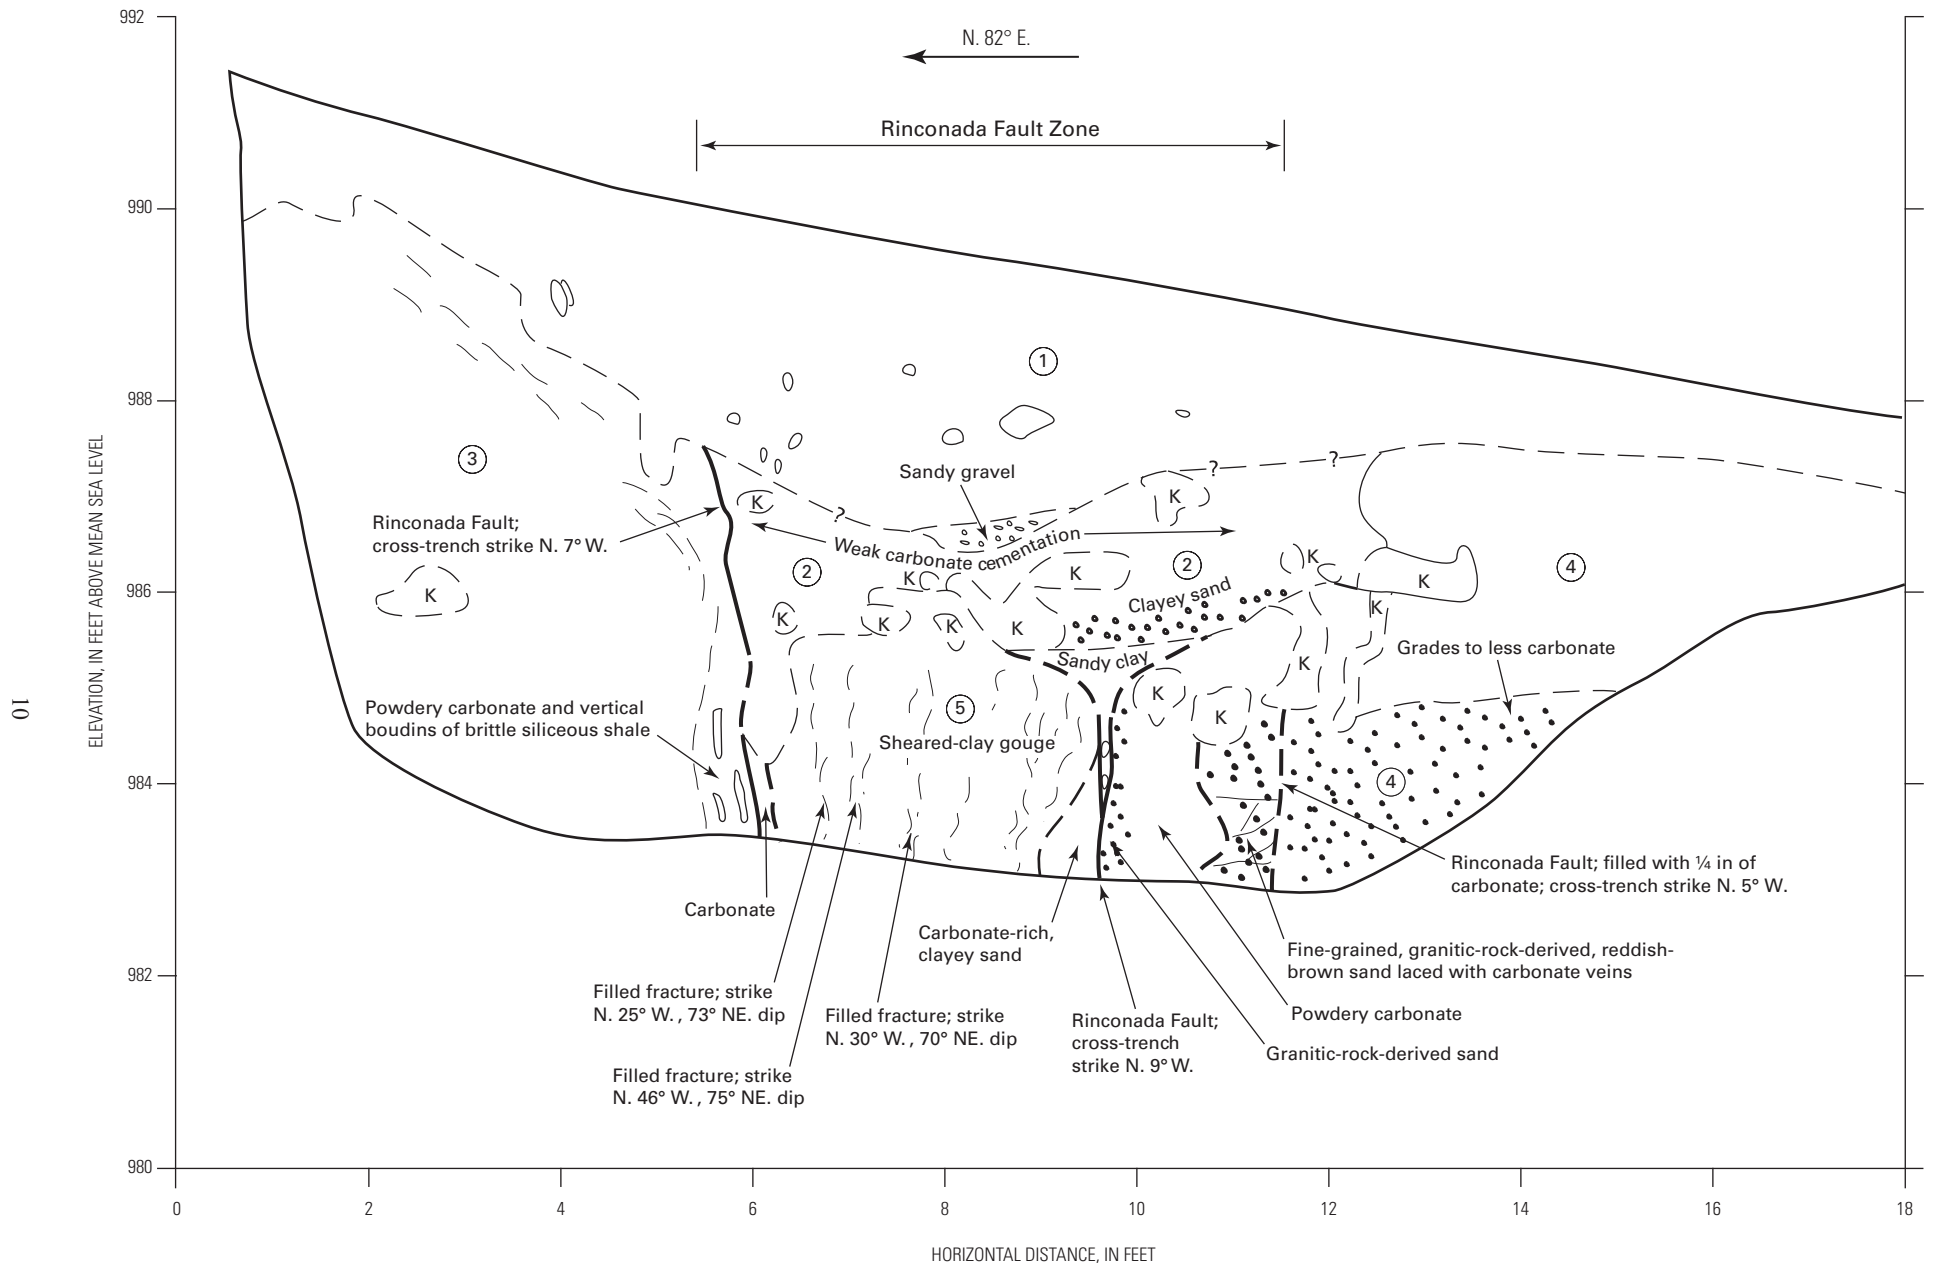 992
N. 82° E.
Rinconada Fault Zone
990
988
986
984
982
980
ELEVATION, IN FEET ABOVE MEAN SEA LEVEL
10
1
3
Sandy gravel
?
?
?
K
K
Rinconada Fault;
cross-trench strike N. 7° W.
Weak carbonate cementation
2
2
4
K
K
K
K
K
K
K
K
K
K
K
Clayey sand
Sandy clay
Grades to less carbonate
K
K
K
Powdery carbonate and vertical
boudins of brittle siliceous shale
5
Sheared-clay gouge
4
Rinconada Fault; filled with ¼ in of
carbonate; cross-trench strike N. 5° W.
Carbonate
Carbonate-rich,
clayey sand
Fine-grained, granitic-rock-derived, reddish-
brown sand laced with carbonate veins
Filled fracture; strike
N. 25° W., 73° NE. dip
Filled fracture; strike
N. 30° W., 70° NE. dip
Rinconada Fault;
cross-trench
strike N. 9° W.
Powdery carbonate
Granitic-rock-derived sand
Filled fracture; strike
N. 46° W., 75° NE. dip
0
2
4
6
8
10
12
14
16
18
HORIZONTAL DISTANCE, IN FEET